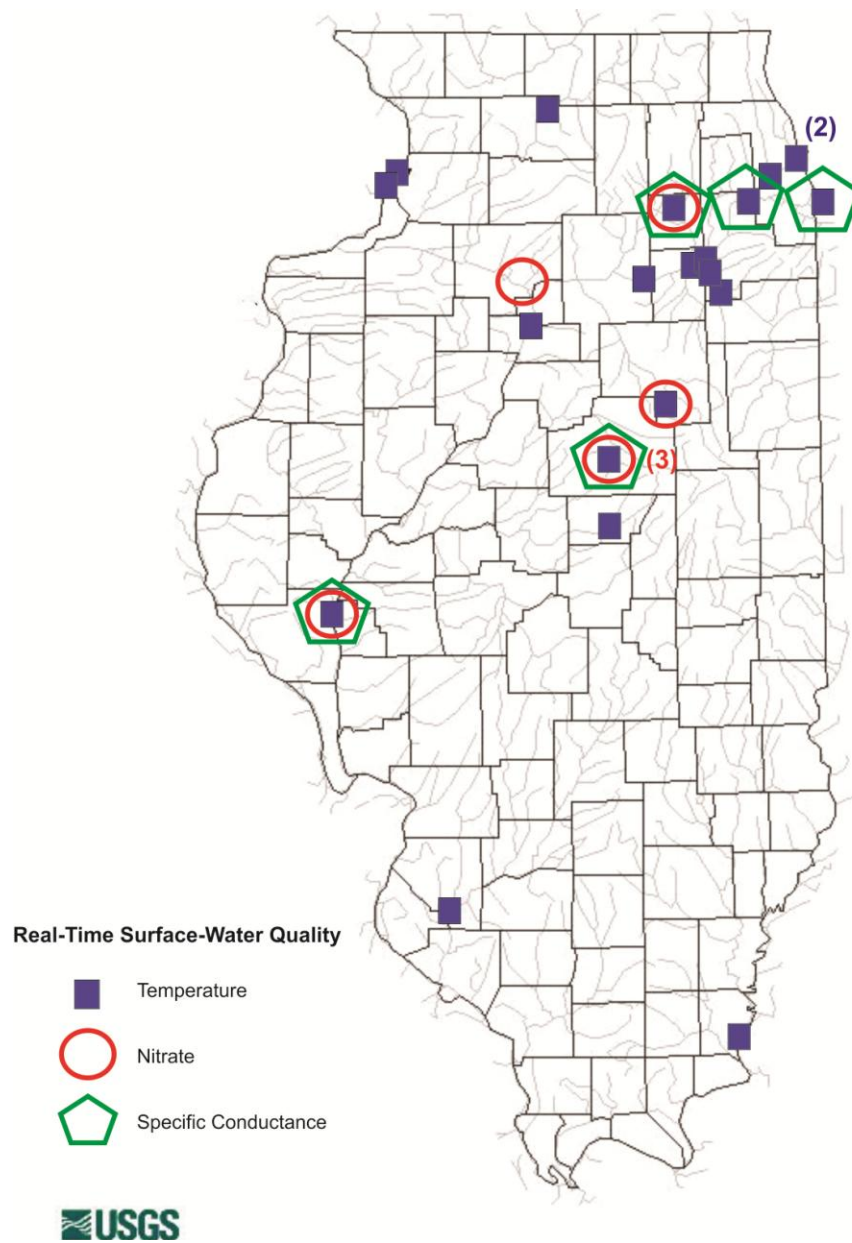 (2)
(3)
Real-Time Surface-Water Quality
Temperature
Nitrate
Specific Conductance
USGS